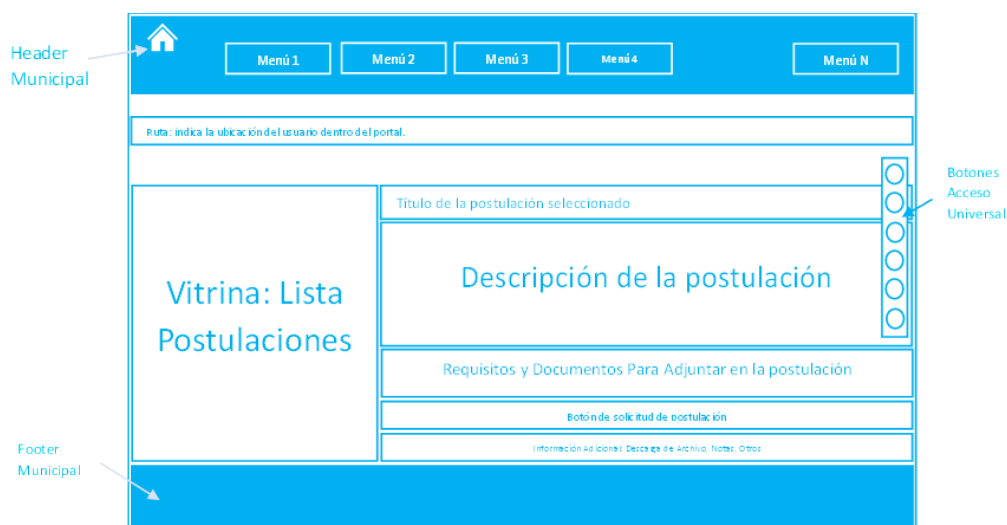 Header
Municipal
Menú 1
Menú 2
Menú 3
Menú 4
Menú N
Ruta: indica la ubicación del usuario dentro del portal.
Botones
Acceso
Universal
Título de la postulación seleccionado
Descripción de la postulación
Vitrina: Lista
Postulaciones
Requisitos y Documentos Para Adjuntar en la postulación
Botón de solicitud de postulación
Información Adicional: Descarga de Archivo, Notas, Otros
Footer
Municipal